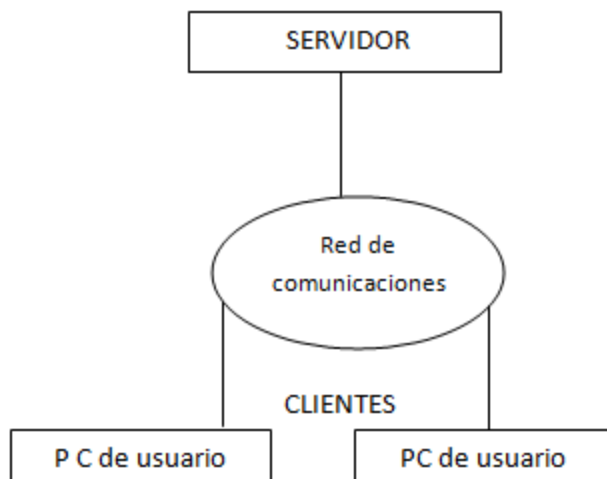 SERVIDOR
Red de
comunicaciones
CLIENTES
P C de usuario
PC de usuario